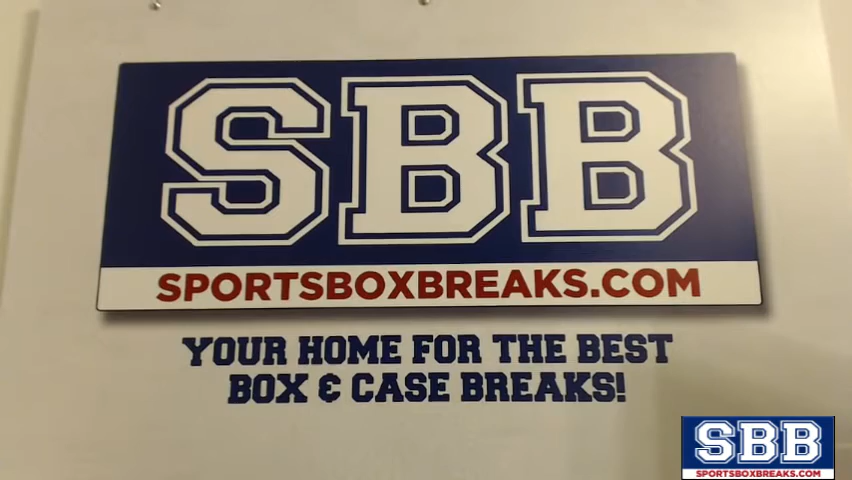 SBB
SPORTSBOXBREAKS.COM
YOUR HOME FOR THE BEST
BOX & CASE BREAKS!
SBB
SPORTSBOXBREAKS.COM